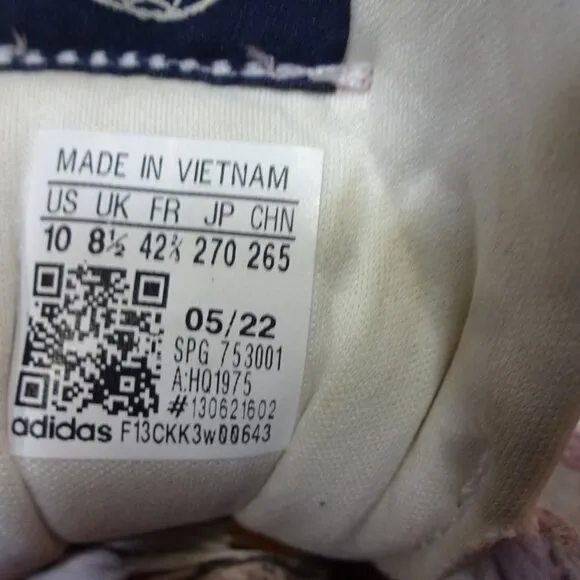 MADE IN VIETNAM
US UK FR JP CHN
10 8½ 42⅔ 270 265
05/22
SPG 753001
A:HQ1975
#130621602
adidas F13CKK3w00643